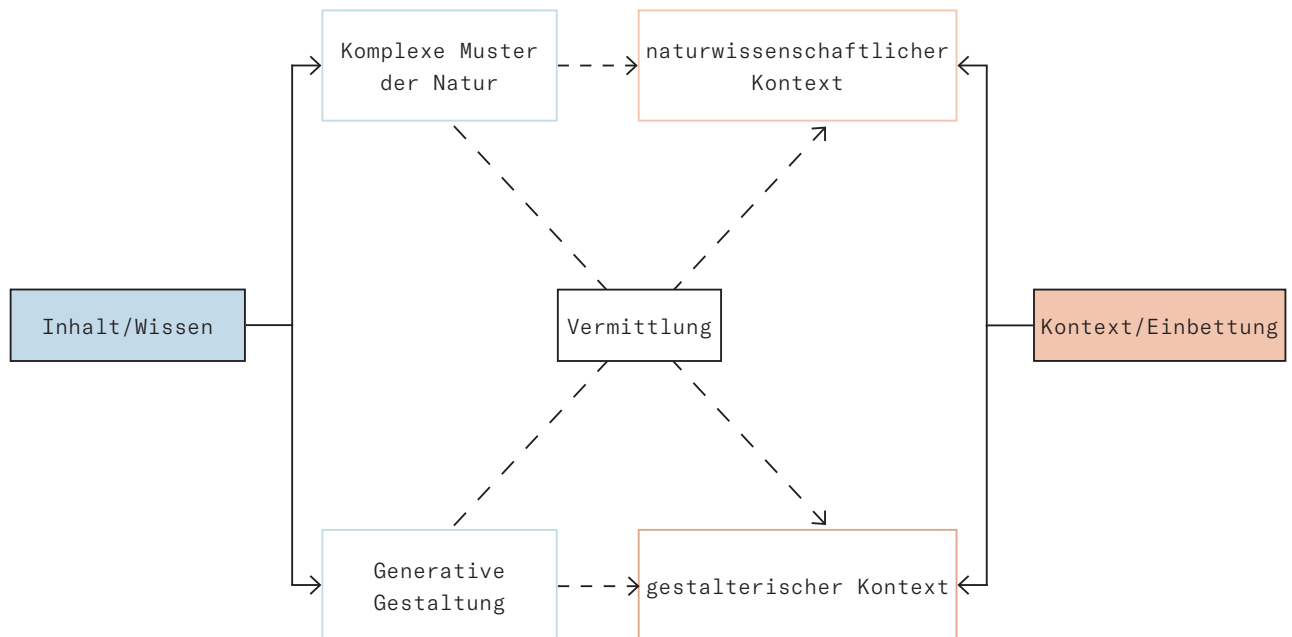 Komplexe Muster
der Natur
naturwissenschaftlicher
Kontext
Inhalt/Wissen
Vermittlung
Kontext/Einbettung
Generative
Gestaltung
gestalterischer Kontext